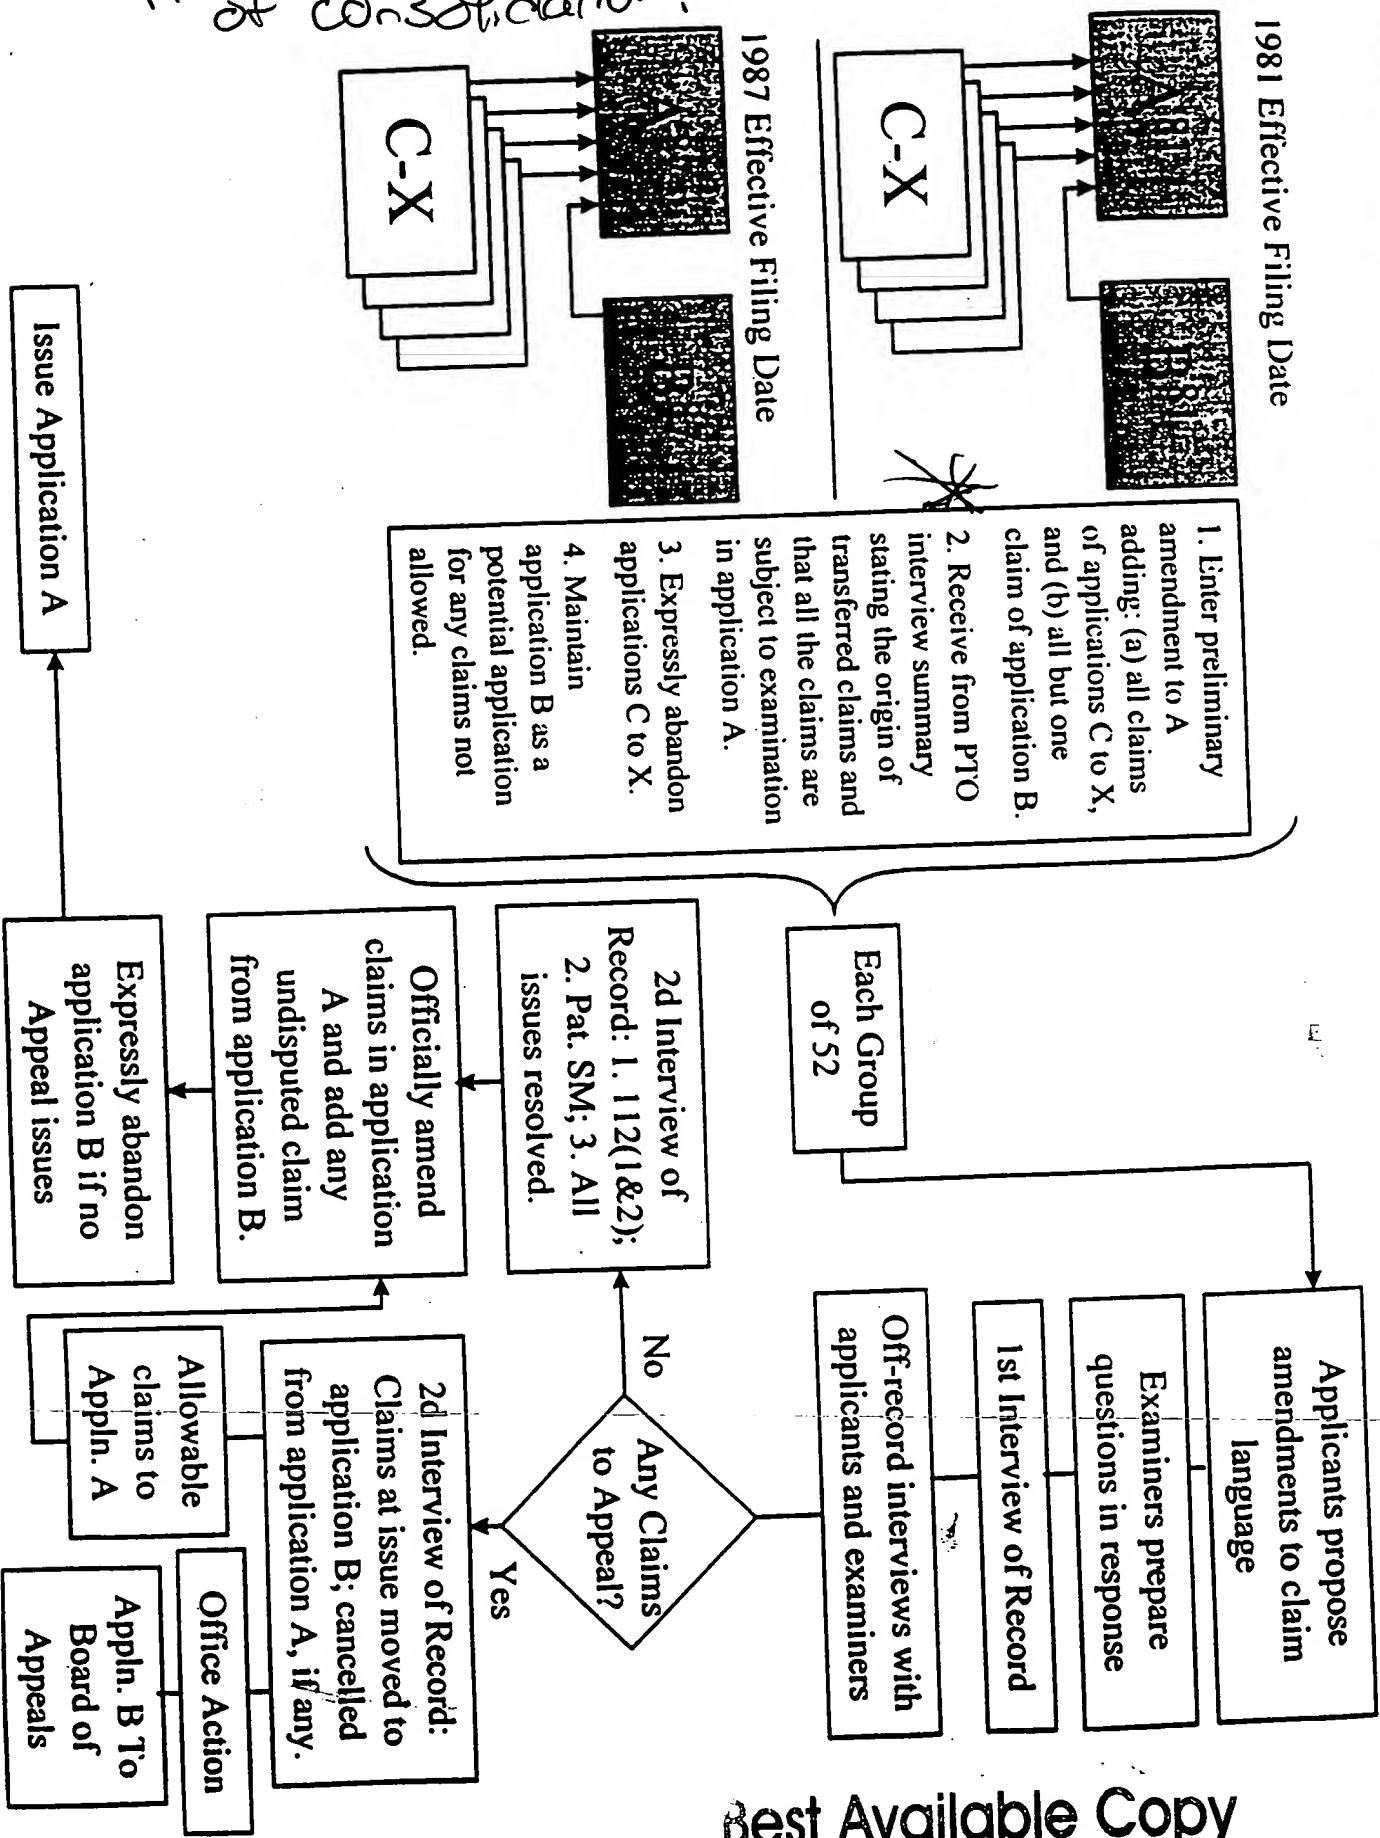 of consolidation
1981 Effective Filing Date
C-X
1987 Effective Filing Date
C-X
1. Enter preliminary
amendment to A
adding: (a) all claims
of applications C to X,
and (b) all but one
claim of application B.
2. Receive from PTO
interview summary
stating the origin of
transferred claims and
that all the claims are
subject to examination
in application A.
3. Expressly abandon
applications C to X.
4. Maintain
application B as a
potential application
for any claims not
allowed.
Each Group
of 52
Applicants propose
amendments to claim
language
Examiners prepare
questions in response
1st Interview of Record
Off-record interviews with
applicants and examiners
Any Claims
to Appeal?
No
Yes
2d Interview of
Record: 1. 112(1&2);
2. Pat. SM; 3. All
issues resolved.
Officially amend
claims in application
A and add any
undisputed claim
from application B.
Expressly abandon
application B if no
Appeal issues
Issue Application A
2d Interview of Record:
Claims at issue moved to
application B; cancelled
from application A, if any.
Allowable
claims to
Appln. A
Office Action
Appln. B To
Board of
Appeals
Best Available Copy